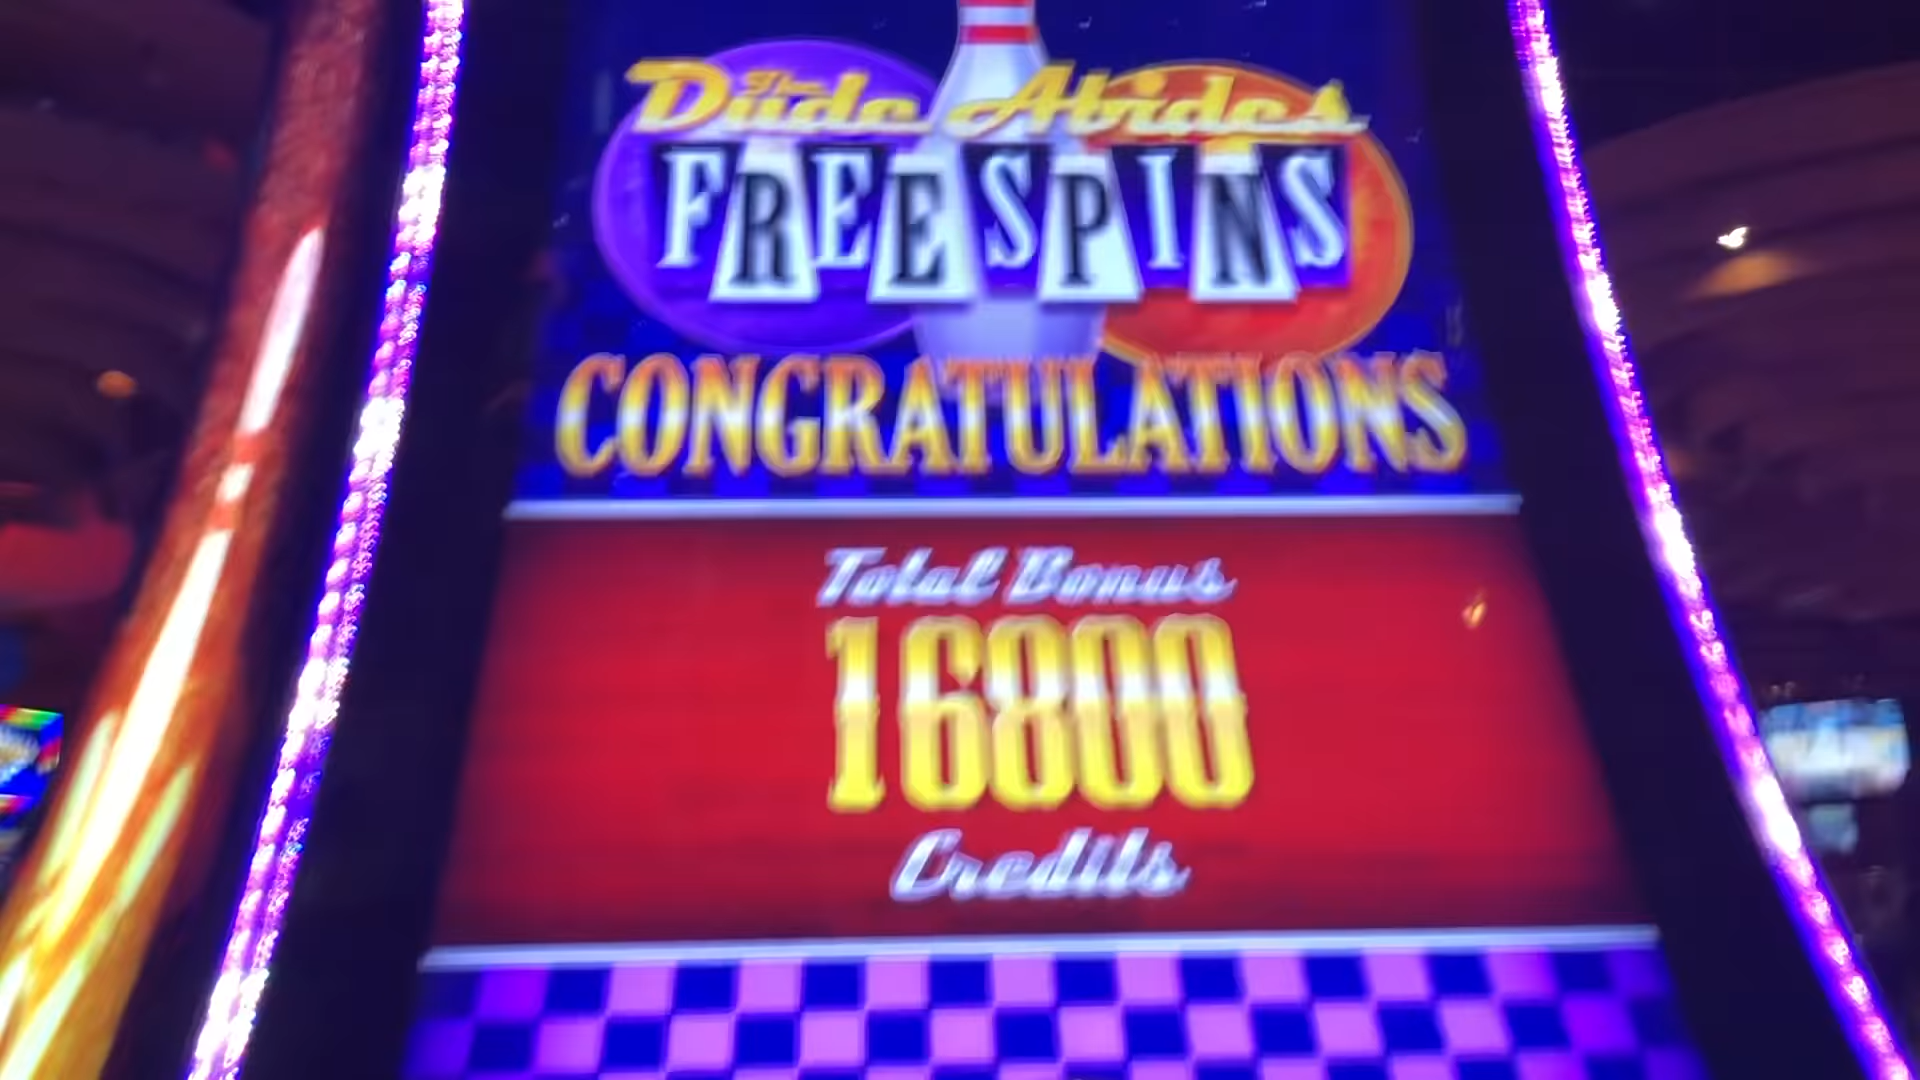 The
Dude Abides
FREE SPINS
CONGRATULATIONS
Total Bonus
16800
Credits